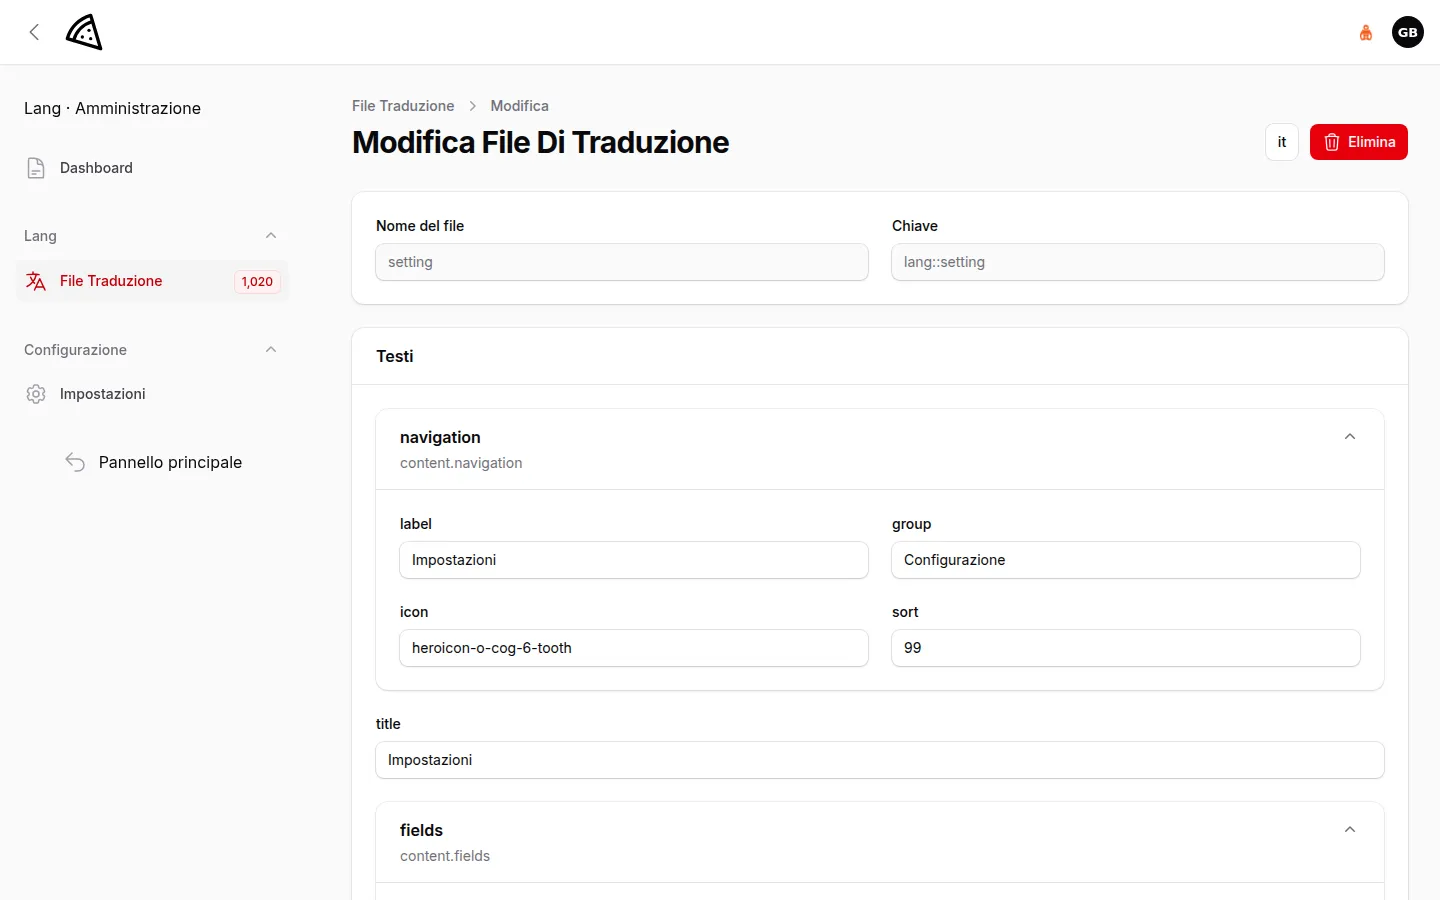 GB
Lang · Amministrazione
Dashboard
Lang
File Traduzione 1,020
Configurazione
Impostazioni
Pannello principale
File Traduzione > Modifica
Modifica File Di Traduzione
it
Elimina
Nome del file
Chiave
setting
lang::setting
Testi
navigation
content.navigation
label
group
Impostazioni
Configurazione
icon
sort
heroicon-o-cog-6-tooth
99
title
Impostazioni
fields
content.fields